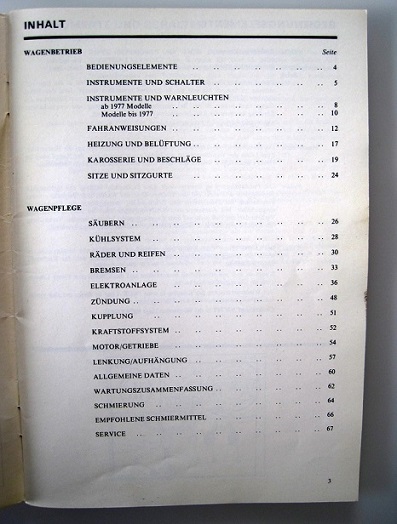 INHALT
WAGENBETRIEB Seite
BEDIENUNGSELEMENTE .. .. .. .. .. .. .. 4
INSTRUMENTE UND SCHALTER .. .. .. .. .. .. 5
INSTRUMENTE UND WARNLEUCHTEN
ab 1977 Modelle .. .. .. .. .. .. 8
Modelle bis 1977 .. .. .. .. .. .. 10
FAHRANWEISUNGEN .. .. .. .. .. .. .. 12
HEIZUNG UND BELÜFTUNG .. .. .. .. .. .. 17
KAROSSERIE UND BESCHLÄGE .. .. .. .. .. .. 19
SITZE UND SITZGURTE .. .. .. .. .. .. .. 24
WAGENPFLEGE
SÄUBERN .. .. .. .. .. .. .. .. 26
KÜHLSYSTEM .. .. .. .. .. .. .. .. 28
RÄDER UND REIFEN .. .. .. .. .. .. .. 30
BREMSEN .. .. .. .. .. .. .. .. 33
ELEKTROANLAGE .. .. .. .. .. .. .. 36
ZÜNDUNG .. .. .. .. .. .. .. .. 48
KUPPLUNG .. .. .. .. .. .. .. .. 51
KRAFTSTOFFSYSTEM .. .. .. .. .. .. .. 52
MOTOR/GETRIEBE .. .. .. .. .. .. .. 54
LENKUNG/AUFHÄNGUNG .. .. .. .. .. .. 57
ALLGEMEINE DATEN .. .. .. .. .. .. .. 60
WARTUNGSZUSAMMENFASSUNG .. .. .. .. .. .. 62
SCHMIERUNG .. .. .. .. .. .. .. 64
EMPFOHLENE SCHMIERMITTEL .. .. .. .. .. .. 66
SERVICE .. .. .. .. .. .. .. .. 67
3